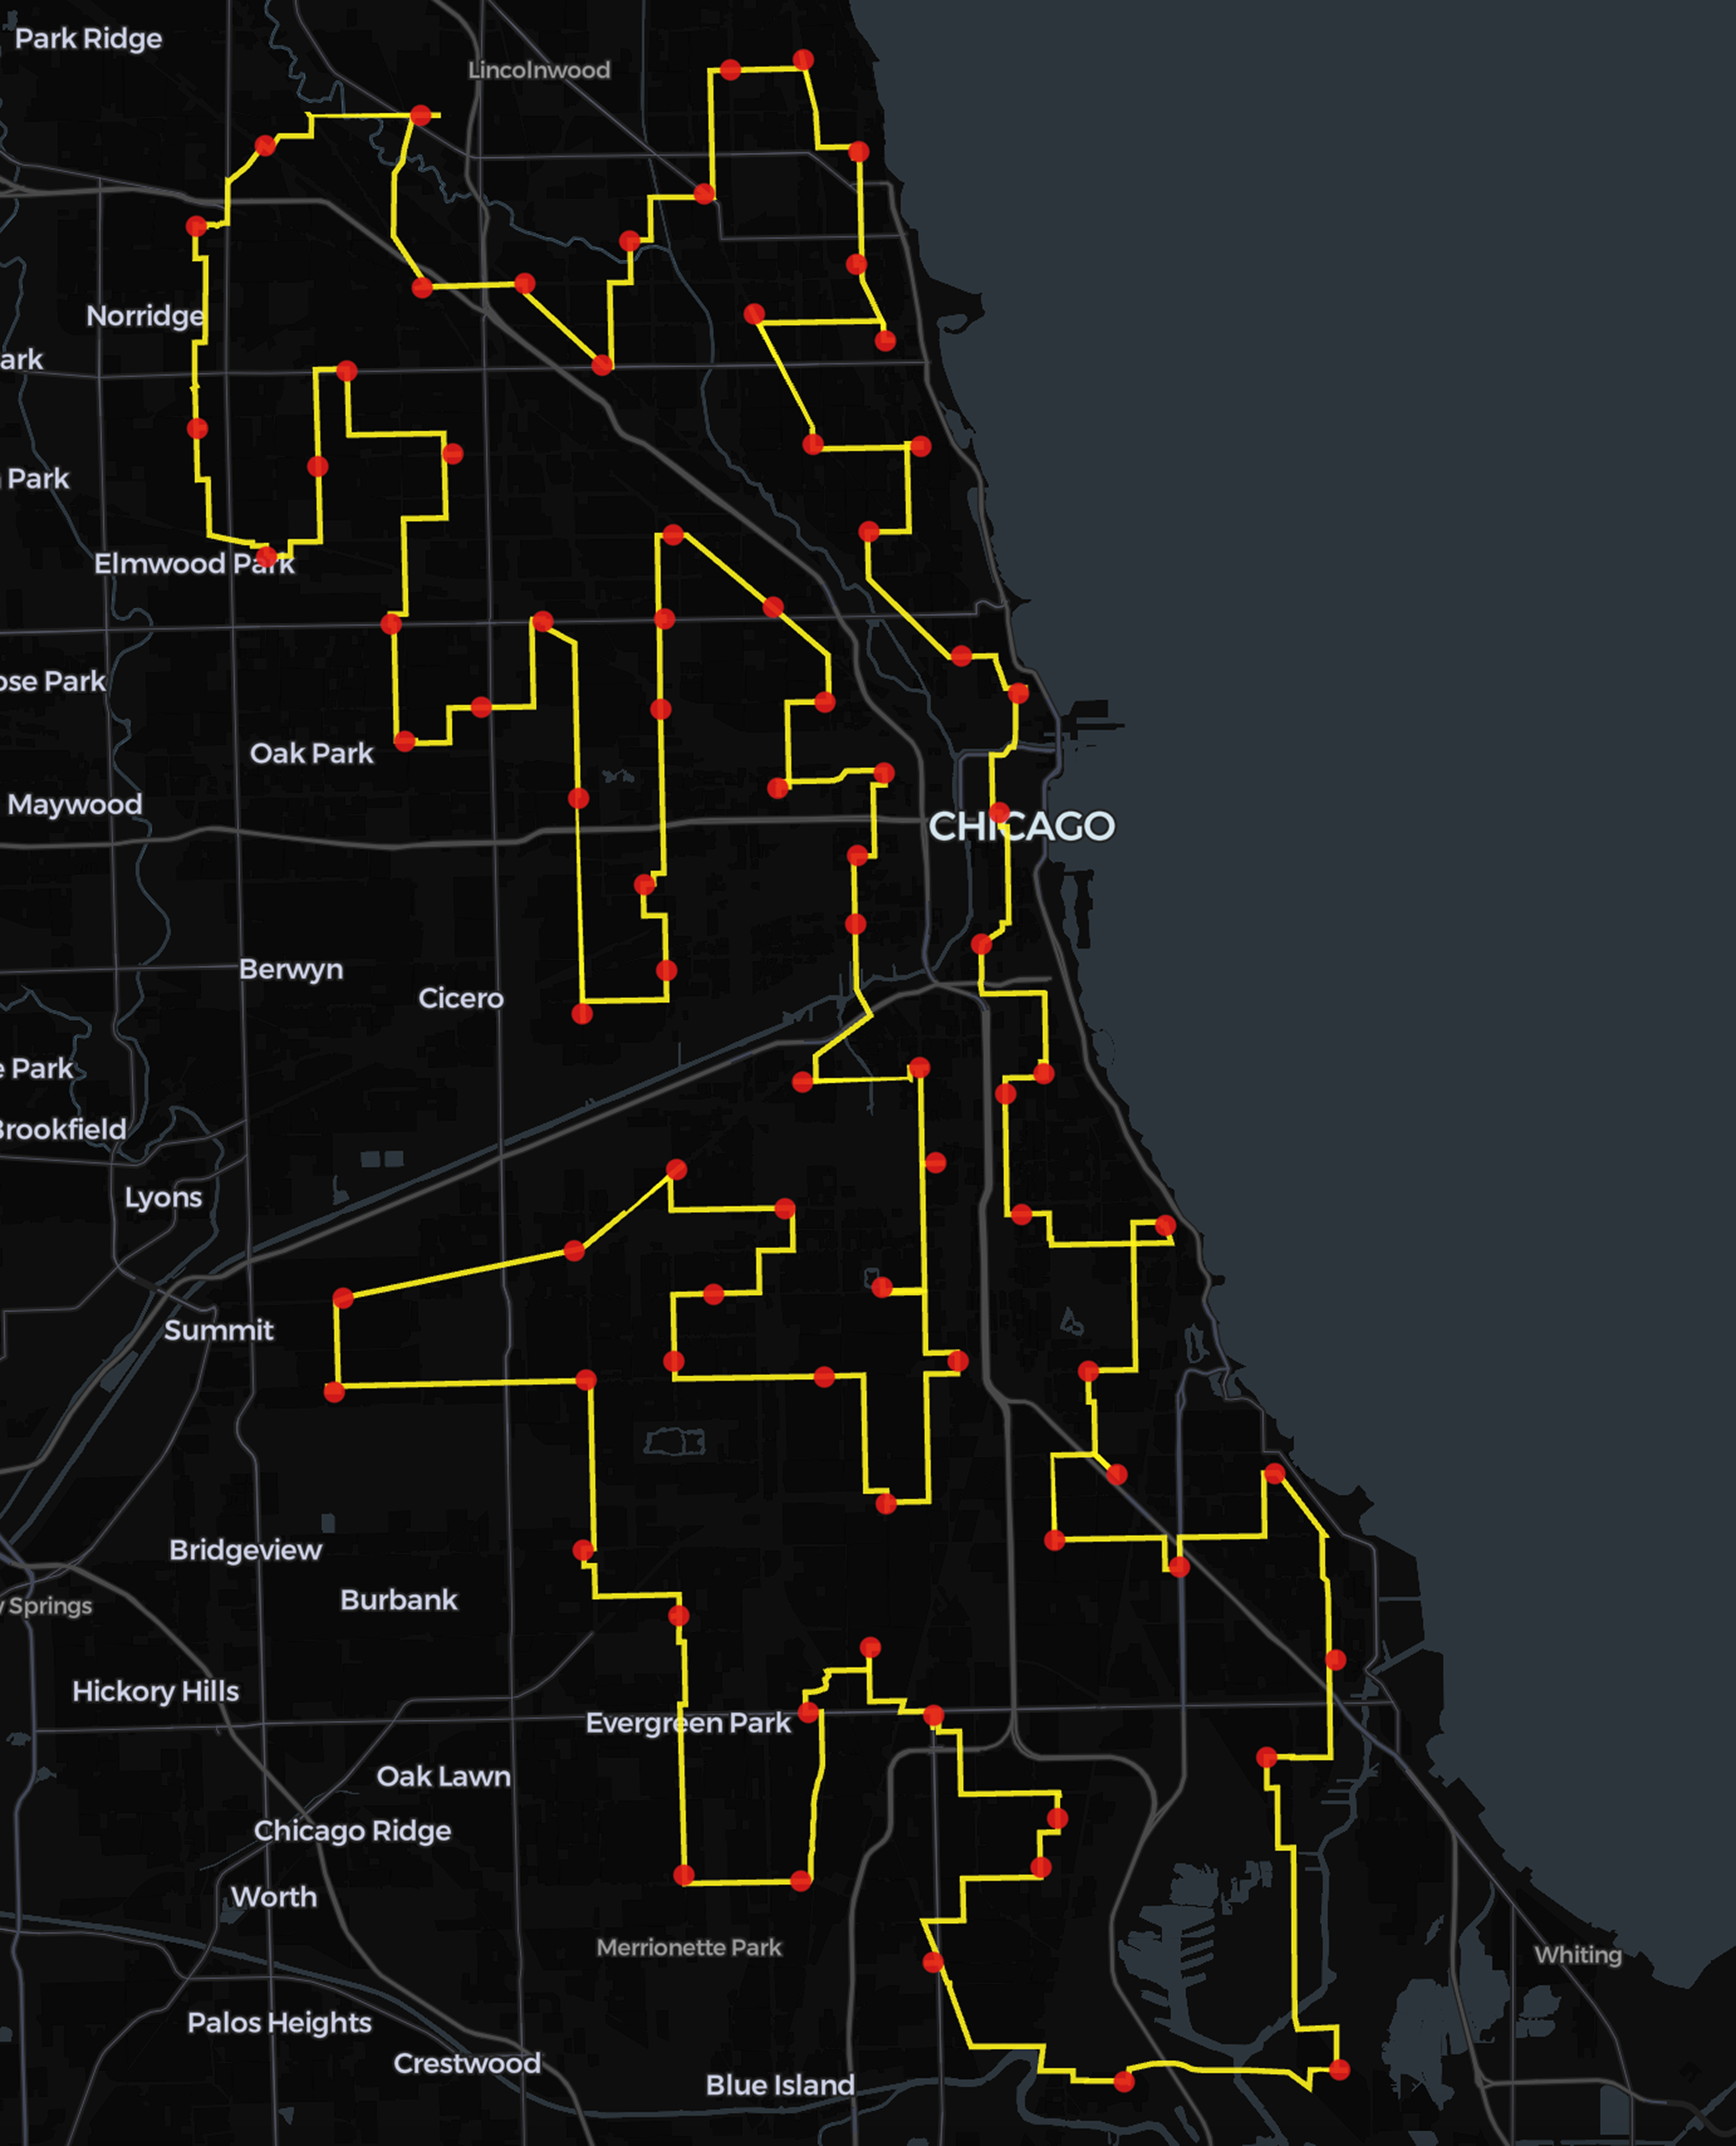 Park Ridge
Lincolnwood
Norridge
ark
Park
Elmwood Park
ose Park
Oak Park
Maywood
CHICAGO
Berwyn
Cicero
e Park
Brookfield
Lyons
Summit
Bridgeview
Burbank
y Springs
Hickory Hills
Evergreen Park
Oak Lawn
Chicago Ridge
Worth
Merrionette Park
Whiting
Palos Heights
Crestwood
Blue Island